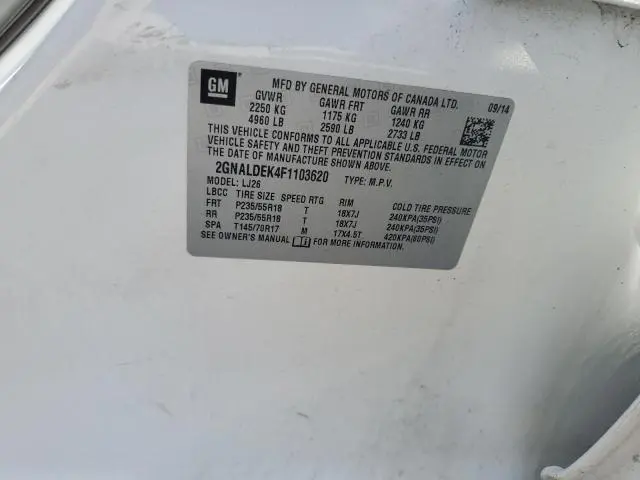 GM
MFD BY GENERAL MOTORS OF CANADA LTD. 09/14
GVWR GAWR FRT GAWR RR
2250 KG 1175 KG 1240 KG
4960 LB 2590 LB 2733 LB
THIS VEHICLE CONFORMS TO ALL APPLICABLE U.S. FEDERAL MOTOR
VEHICLE SAFETY AND THEFT PREVENTION STANDARDS IN EFFECT
ON THE DATE OF MANUFACTURE SHOWN ABOVE.
2GNALDEK4F1103620 TYPE: M.P.V.
MODEL: LJ26
LBCC TIRE SIZE SPEED RTG RIM COLD TIRE PRESSURE
FRT P235/55R18 T 18X7J 240KPA(35PSI)
RR P235/55R18 T 18X7J 240KPA(35PSI)
SPA T145/70R17 M 17X4.5T 420KPA(60PSI)
SEE OWNER'S MANUAL FOR MORE INFORMATION.